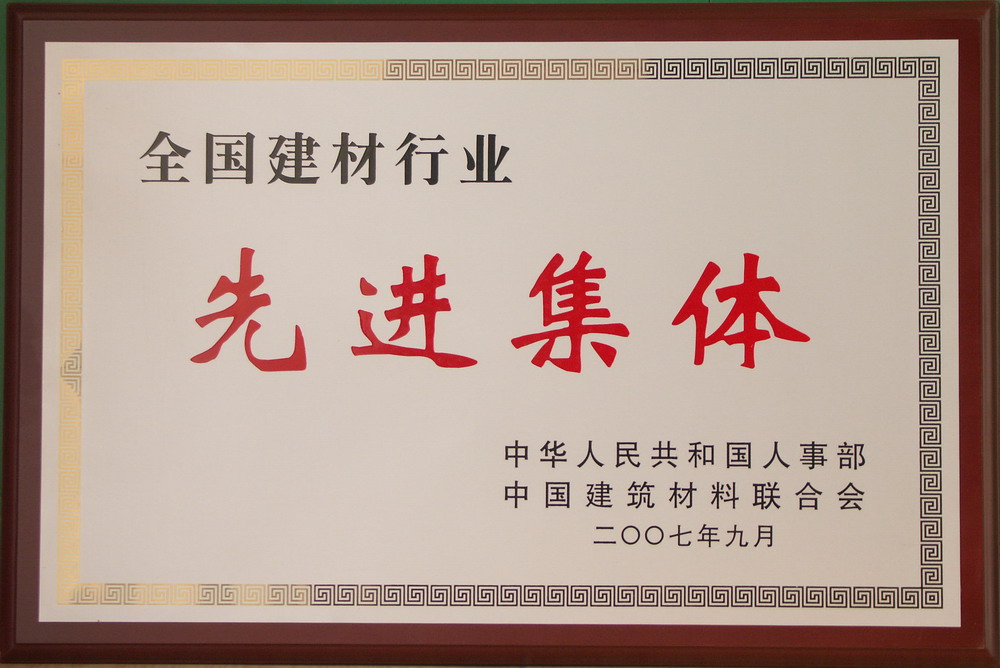 全国建材行业
先进集体
中华人民共和国人事部
中国建筑材料联合会
二〇〇七年九月